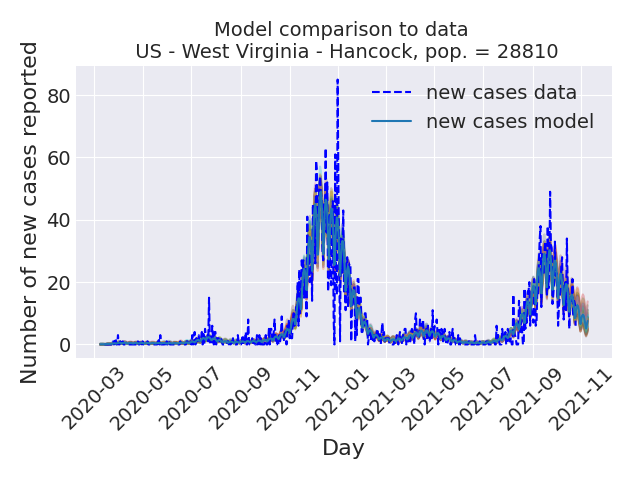 Model comparison to data
US - West Virginia - Hancock, pop. = 28810
Number of new cases reported
80
60
40
20
0
new cases data
new cases model
2020-03
2020-05
2020-07
2020-09
2020-11
2021-01
2021-03
2021-05
2021-07
2021-09
2021-11
Day